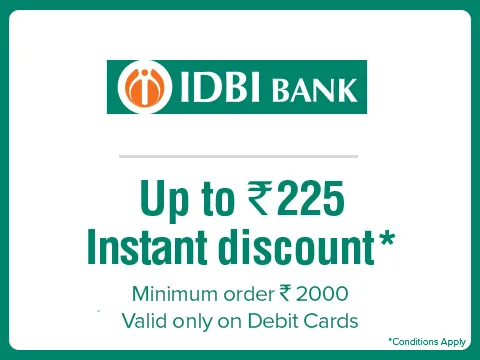 IDBI BANK
Up to ₹225
Instant discount*
Minimum order ₹ 2000
Valid only on Debit Cards
*Conditions Apply